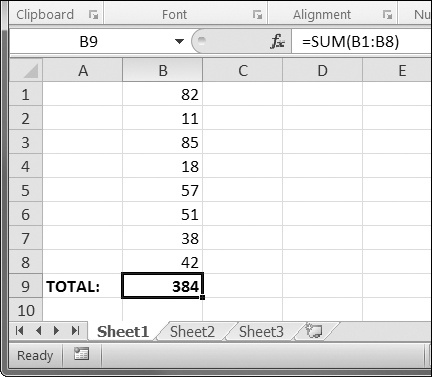 Clipboard Font Alignment Nu
B9 fx =SUM(B1:B8)
A B C D E
1 82
2 11
3 85
4 18
5 57
6 51
7 38
8 42
9 TOTAL: 384
10
Sheet1 Sheet2 Sheet3
Ready